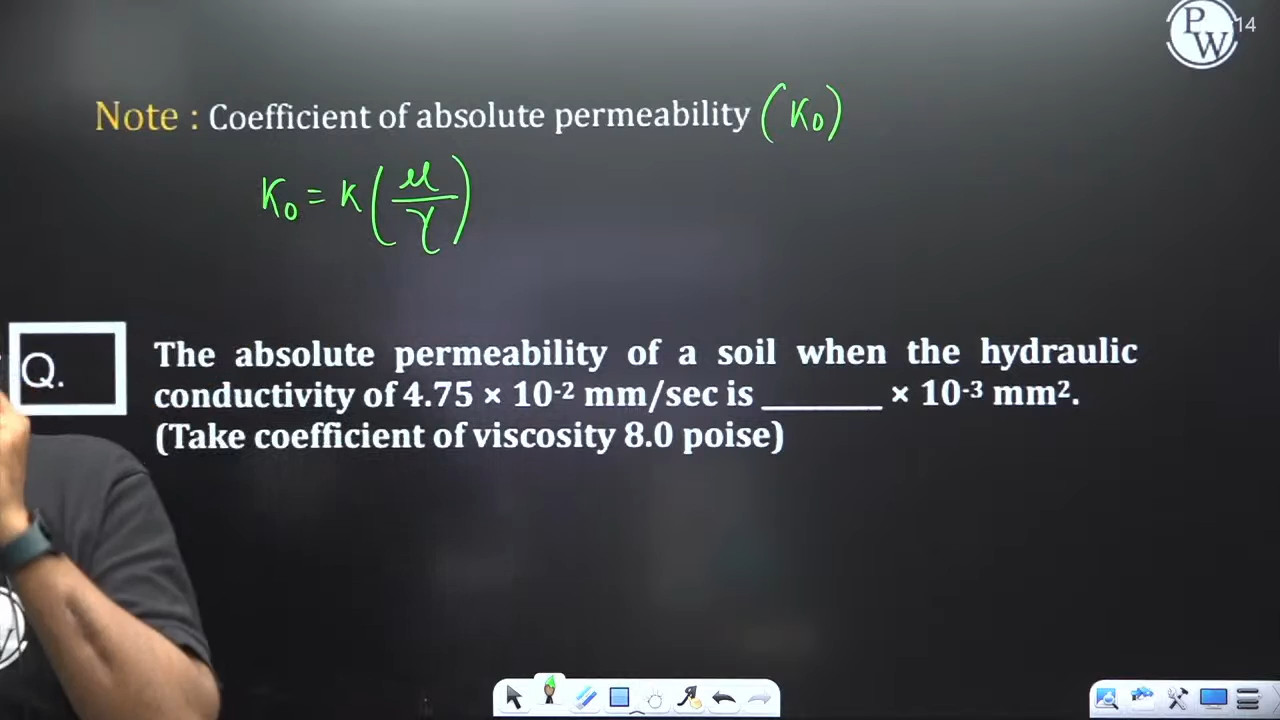 PW
14
Note : Coefficient of absolute permeability (K₀)
K₀ = K (μ/γ)
Q.
The absolute permeability of a soil when the hydraulic
conductivity of 4.75 × 10⁻² mm/sec is ________ × 10⁻³ mm².
(Take coefficient of viscosity 8.0 poise)